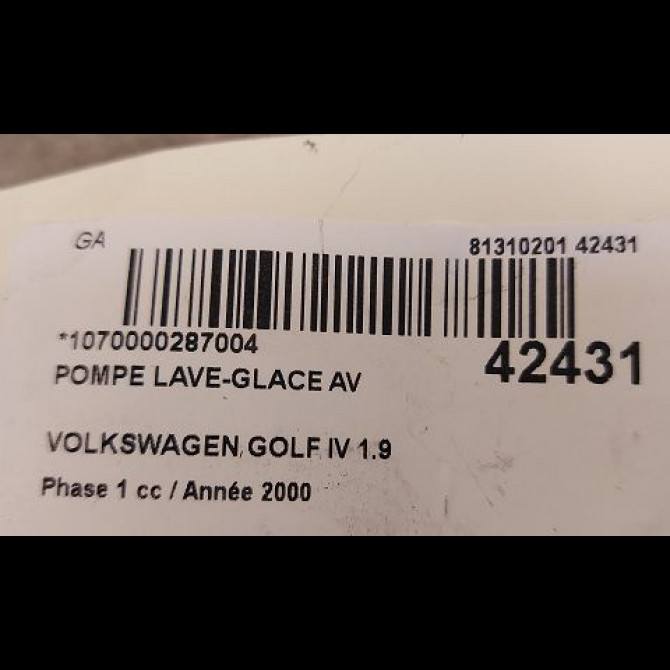 GA
81310201 42431
*1070000287004
42431
POMPE LAVE-GLACE AV
VOLKSWAGEN GOLF IV 1.9
Phase 1 cc / Année 2000